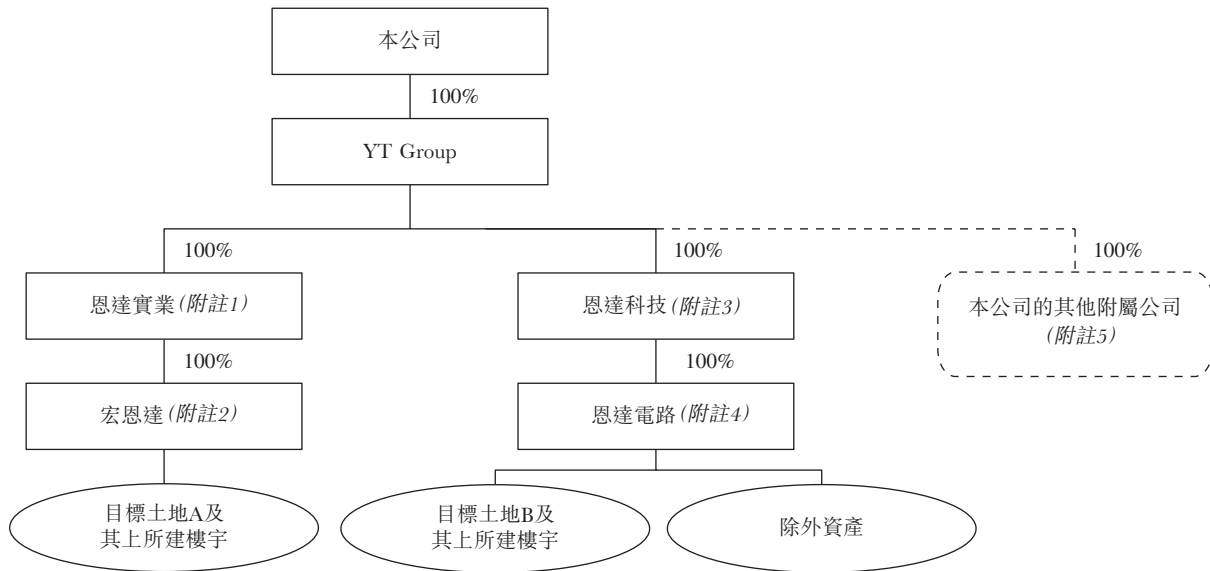 本公司
100%
YT Group
100%
100%
100%
恩達實業(附註1)
恩達科技(附註3)
本公司的其他附屬公司
(附註5)
100%
100%
宏恩達(附註2)
恩達電路(附註4)
目標土地A及
其上所建樓宇
目標土地B及
其上所建樓宇
除外資產